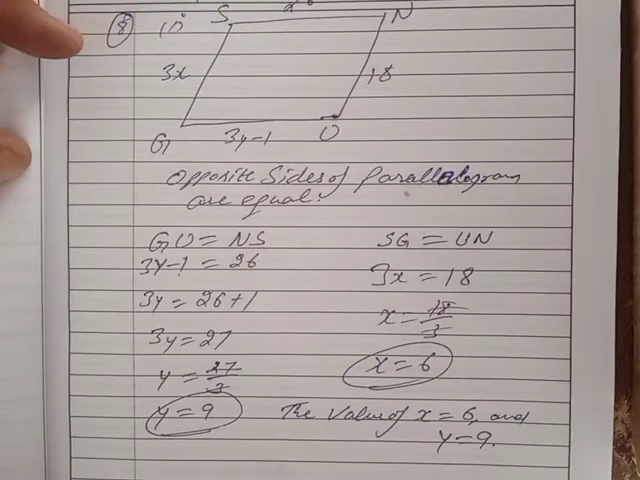 8 (i) S 26 N
3x 18
G 3y-1 U
Opposite Sides of Parallelogram
are equal.
GU = NS SG = UN
3y-1 = 26 3x = 18
3y = 26+1 x = 18/3
3y = 27 x = 6
y = 27/3
y = 9 The Value of x = 6, and
y = 9.